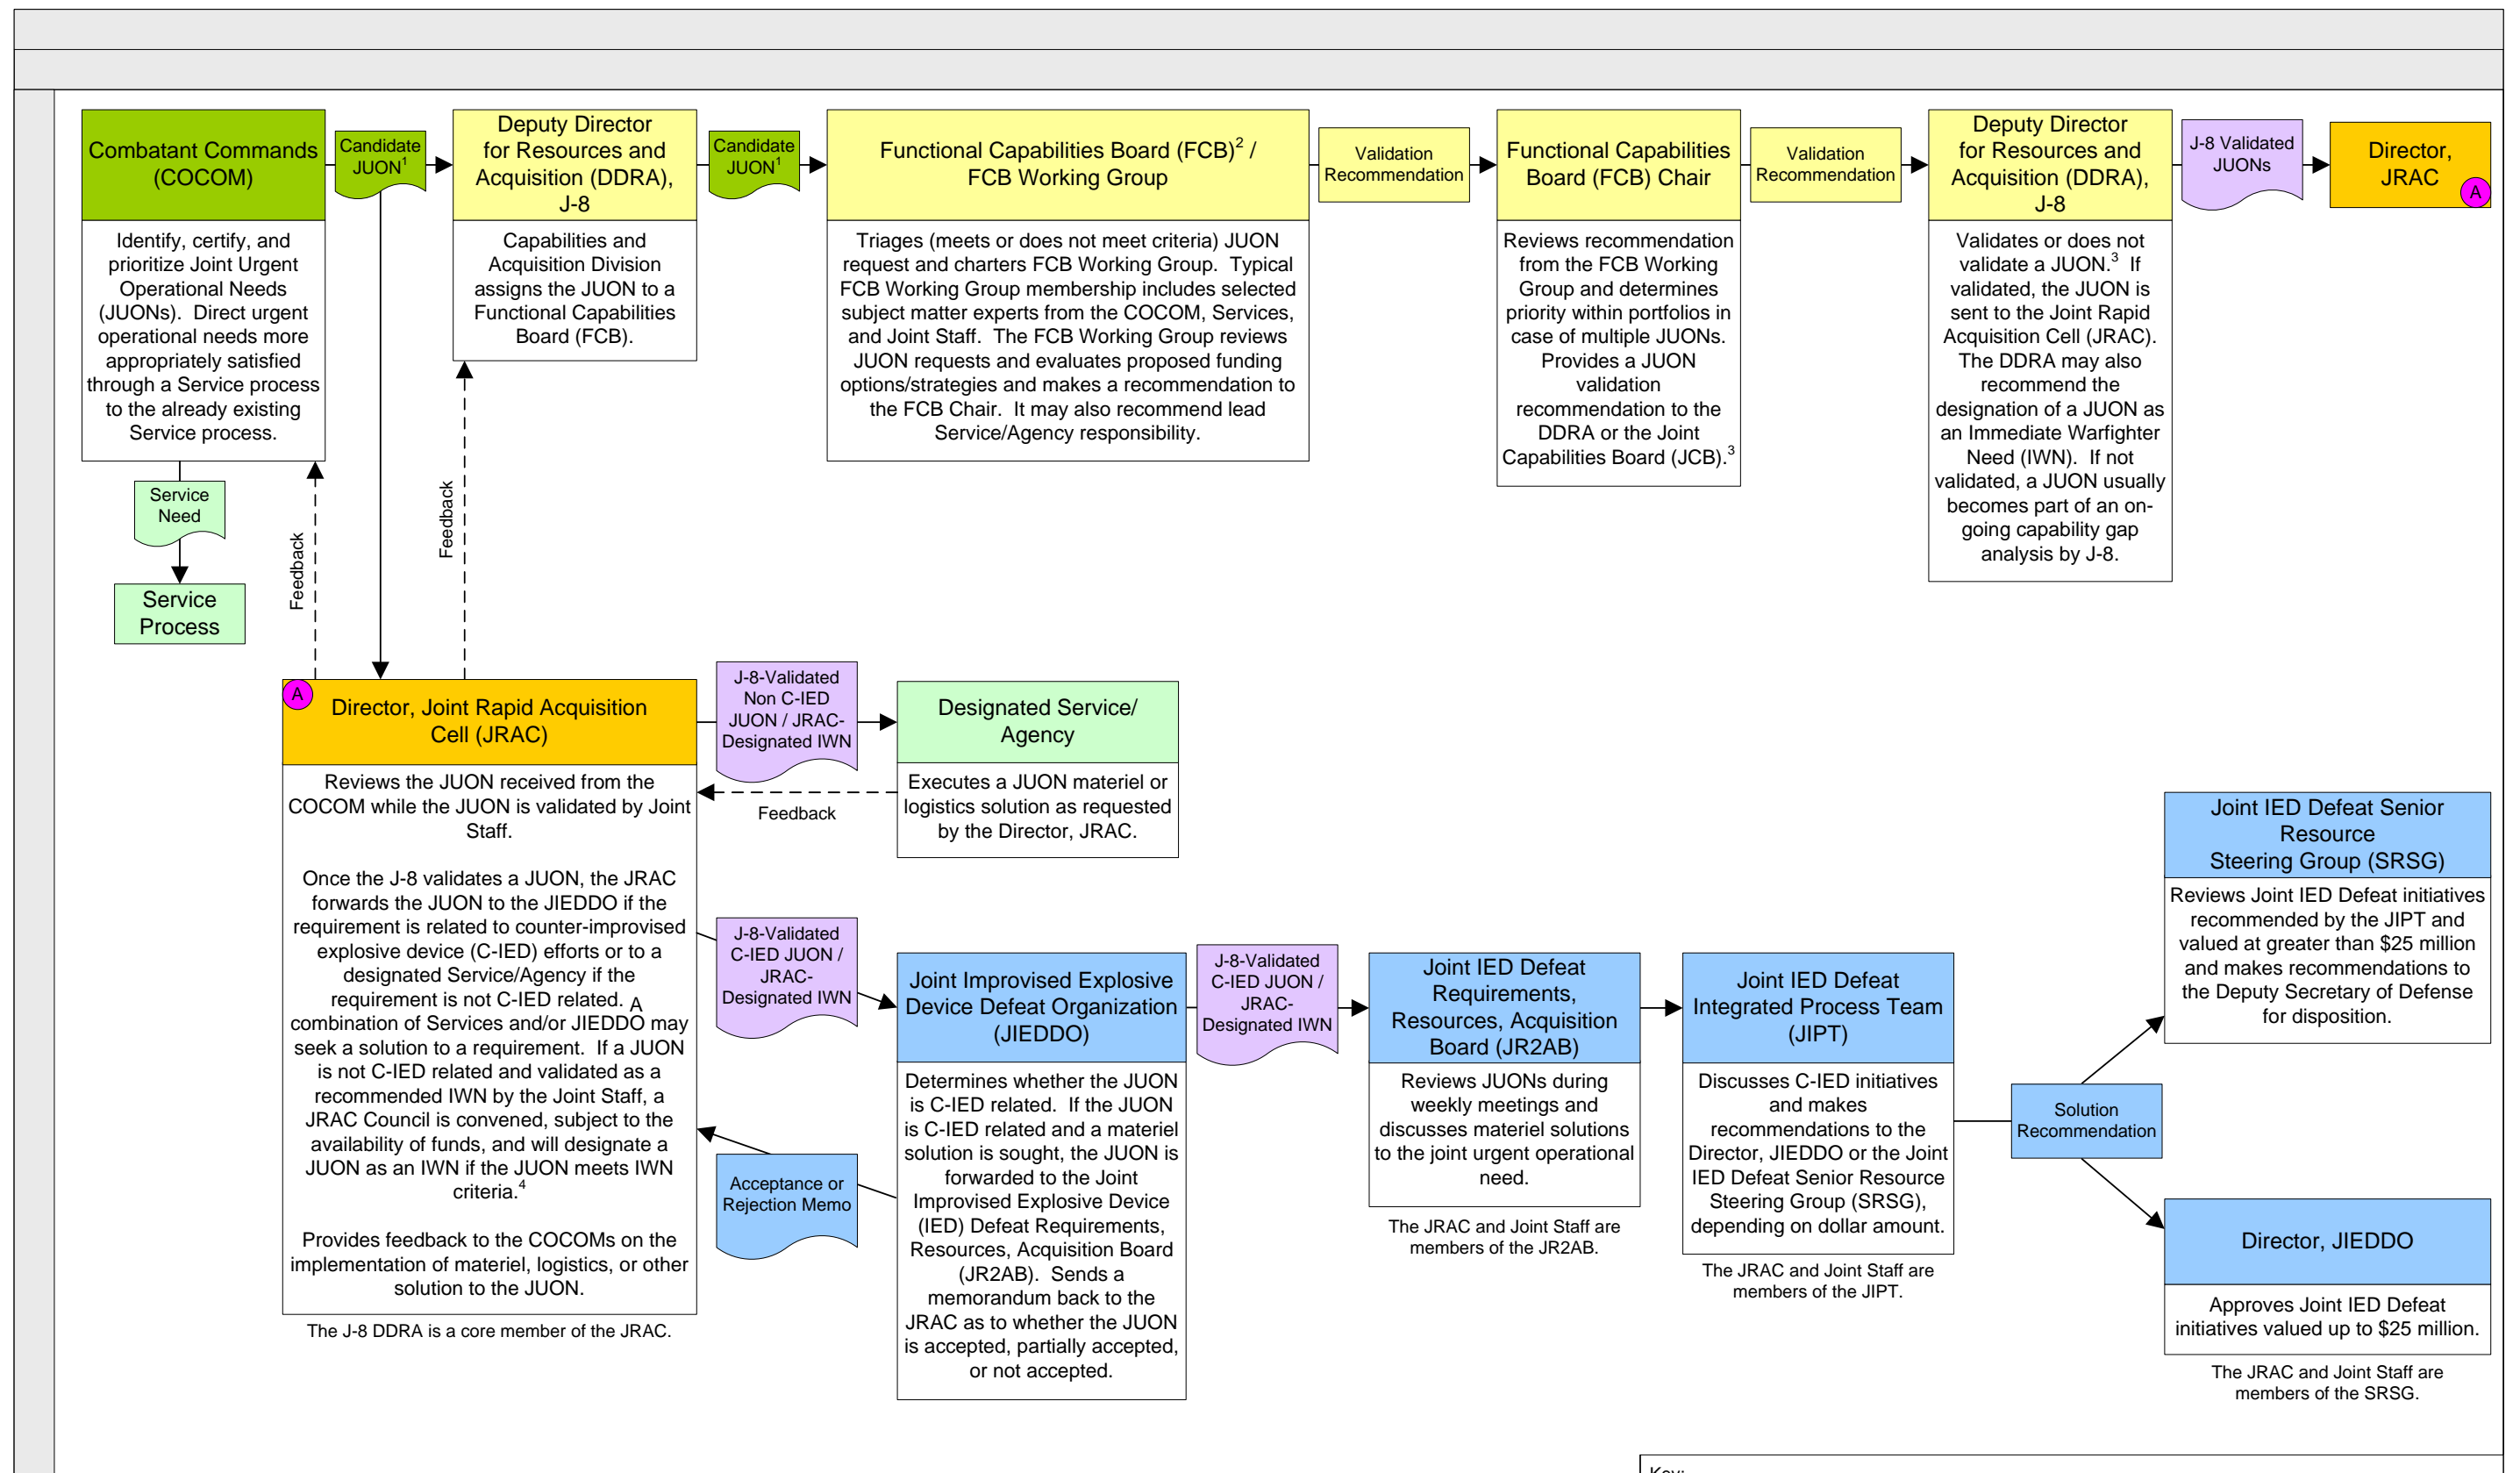 Combatant Commands
(COCOM)
Identify, certify, and
prioritize Joint Urgent
Operational Needs
(JUONs). Direct urgent
operational needs more
appropriately satisfied
through a Service process
to the already existing
Service process.
Candidate
JUON1
Deputy Director
for Resources and
Acquisition (DDRA),
J-8
Capabilities and
Acquisition Division
assigns the JUON to a
Functional Capabilities
Board (FCB).
Candidate
JUON1
Functional Capabilities Board (FCB)2 /
FCB Working Group
Triages (meets or does not meet criteria) JUON
request and charters FCB Working Group. Typical
FCB Working Group membership includes selected
subject matter experts from the COCOM, Services,
and Joint Staff. The FCB Working Group reviews
JUON requests and evaluates proposed funding
options/strategies and makes a recommendation to
the FCB Chair. It may also recommend lead
Service/Agency responsibility.
Validation
Recommendation
Functional Capabilities
Board (FCB) Chair
Reviews recommendation
from the FCB Working
Group and determines
priority within portfolios in
case of multiple JUONs.
Provides a JUON
validation
recommendation to the
DDRA or the Joint
Capabilities Board (JCB).3
Validation
Recommendation
Deputy Director
for Resources and
Acquisition (DDRA),
J-8
Validates or does not
validate a JUON.3 If
validated, the JUON is
sent to the Joint Rapid
Acquisition Cell (JRAC).
The DDRA may also
recommend the
designation of a JUON as
an Immediate Warfighter
Need (IWN). If not
validated, a JUON usually
becomes part of an on-
going capability gap
analysis by J-8.
J-8 Validated
JUONs
Director,
JRAC
A
Service
Need
Service
Process
Feedback
Feedback
A
Director, Joint Rapid Acquisition
Cell (JRAC)
Reviews the JUON received from the
COCOM while the JUON is validated by Joint
Staff.
Once the J-8 validates a JUON, the JRAC
forwards the JUON to the JIEDDO if the
requirement is related to counter-improvised
explosive device (C-IED) efforts or to a
designated Service/Agency if the
requirement is not C-IED related. A
combination of Services and/or JIEDDO may
seek a solution to a requirement. If a JUON
is not C-IED related and validated as a
recommended IWN by the Joint Staff, a
JRAC Council is convened, subject to the
availability of funds, and will designate a
JUON as an IWN if the JUON meets IWN
criteria.4
Provides feedback to the COCOMs on the
implementation of materiel, logistics, or other
solution to the JUON.
The J-8 DDRA is a core member of the JRAC.
J-8-Validated
Non C-IED
JUON / JRAC-
Designated IWN
Feedback
Designated Service/
Agency
Executes a JUON materiel or
logistics solution as requested
by the Director, JRAC.
J-8-Validated
C-IED JUON /
JRAC-
Designated IWN
Acceptance or
Rejection Memo
Joint Improvised Explosive
Device Defeat Organization
(JIEDDO)
Determines whether the JUON
is C-IED related. If the JUON
is C-IED related and a materiel
solution is sought, the JUON is
forwarded to the Joint
Improvised Explosive Device
(IED) Defeat Requirements,
Resources, Acquisition Board
(JR2AB). Sends a
memorandum back to the
JRAC as to whether the JUON
is accepted, partially accepted,
or not accepted.
J-8-Validated
C-IED JUON /
JRAC-
Designated IWN
Joint IED Defeat
Requirements,
Resources, Acquisition
Board (JR2AB)
Reviews JUONs during
weekly meetings and
discusses materiel solutions
to the joint urgent operational
need.
The JRAC and Joint Staff are
members of the JR2AB.
Joint IED Defeat
Integrated Process Team
(JIPT)
Discusses C-IED initiatives
and makes
recommendations to the
Director, JIEDDO or the Joint
IED Defeat Senior Resource
Steering Group (SRSG),
depending on dollar amount.
The JRAC and Joint Staff are
members of the JIPT.
Solution
Recommendation
Joint IED Defeat Senior
Resource
Steering Group (SRSG)
Reviews Joint IED Defeat initiatives
recommended by the JIPT and
valued at greater than $25 million
and makes recommendations to
the Deputy Secretary of Defense
for disposition.
Director, JIEDDO
Approves Joint IED Defeat
initiatives valued up to $25 million.
The JRAC and Joint Staff are
members of the SRSG.
Key: